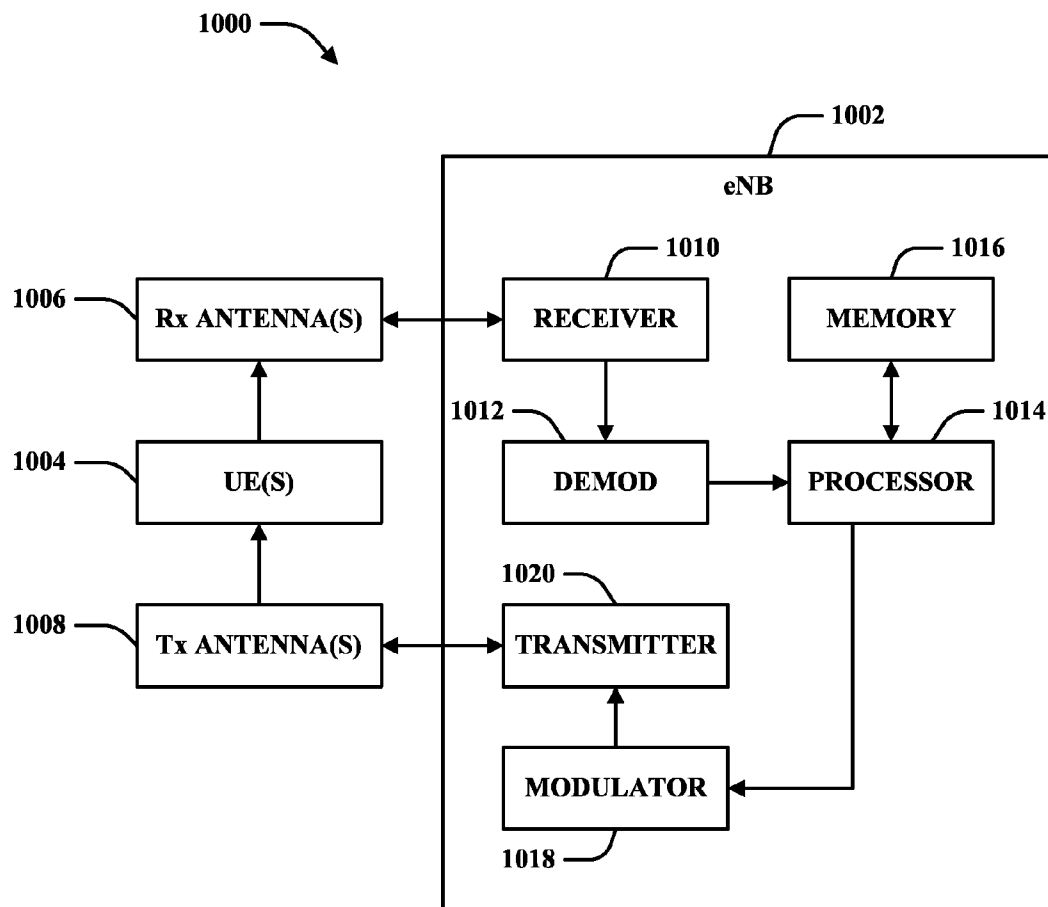 1000
1002
eNB
1010
1016
1006
Rx ANTENNA(S)
RECEIVER
MEMORY
1012
1014
1004
UE(S)
DEMOD
PROCESSOR
1020
1008
Tx ANTENNA(S)
TRANSMITTER
MODULATOR
1018